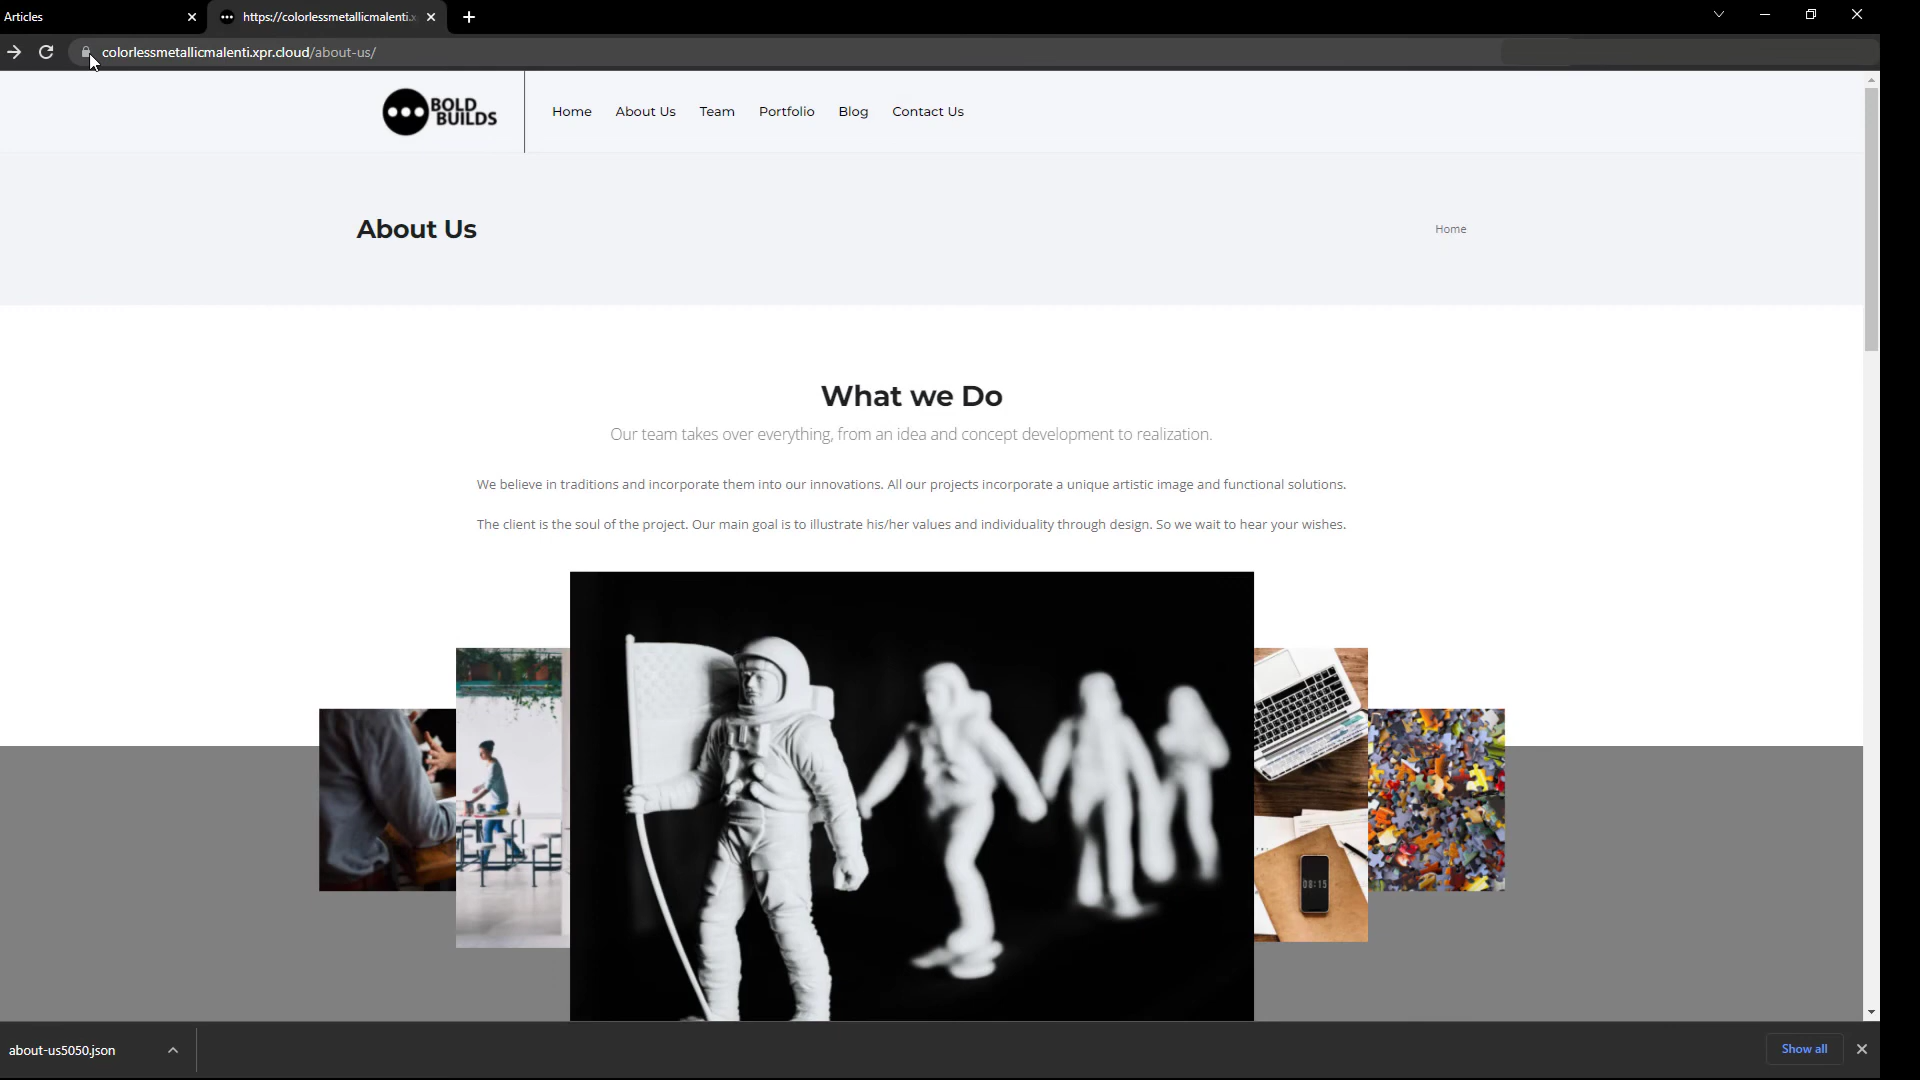 Articles
https://colorlessmetallicmalenti.x
colorlessmetallicmalenti.xpr.cloud/about-us/
BOLD
BUILDS
Home
About Us
Team
Portfolio
Blog
Contact Us
About Us
Home
What we Do
Our team takes over everything, from an idea and concept development to realization.
We believe in traditions and incorporate them into our innovations. All our projects incorporate a unique artistic image and functional solutions.
The client is the soul of the project. Our main goal is to illustrate his/her values and individuality through design. So we wait to hear your wishes.
08:15
about-us5050.json
Show all